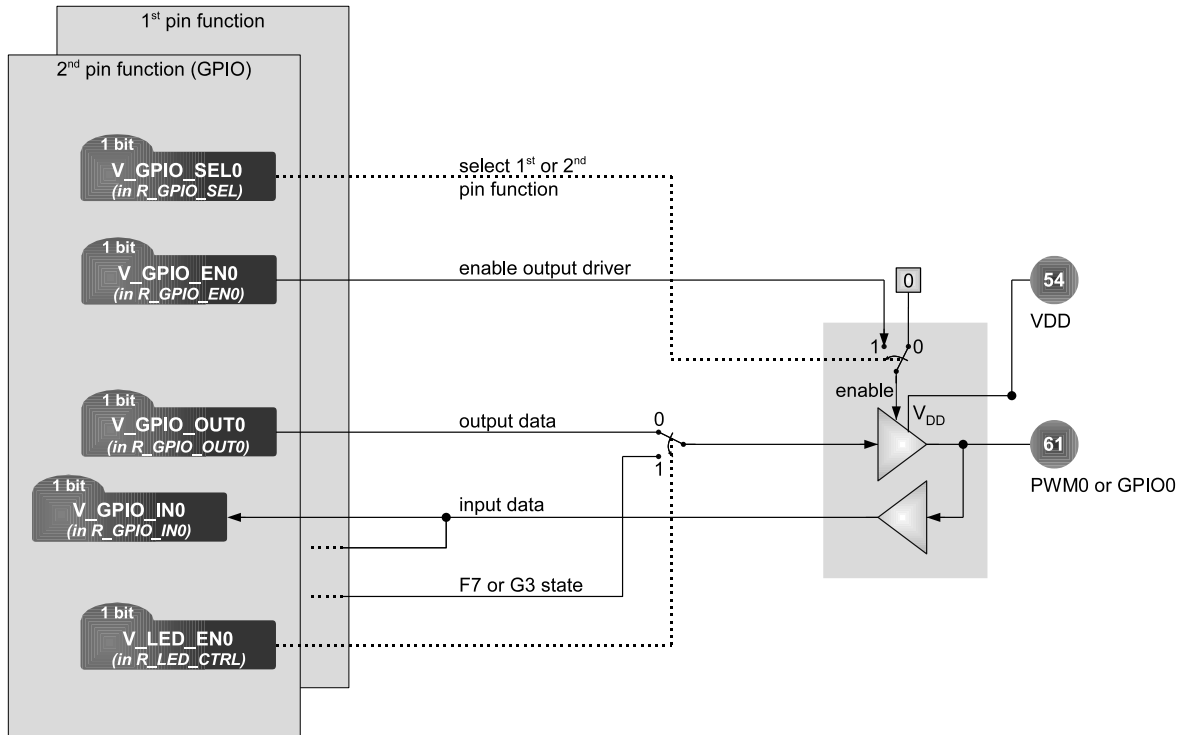 1st pin function
2nd pin function (GPIO)
1 bit
V_GPIO_SEL0
(in R_GPIO_SEL)
select 1st or 2nd
pin function
1 bit
V_GPIO_EN0
(in R_GPIO_EN0)
enable output driver
0
54
VDD
1
0
enable
VDD
1 bit
V_GPIO_OUT0
(in R_GPIO_OUT0)
output data
0
1
61
PWM0 or GPIO0
1 bit
V_GPIO_IN0
(in R_GPIO_IN0)
input data
F7 or G3 state
1 bit
V_LED_EN0
(in R_LED_CTRL)